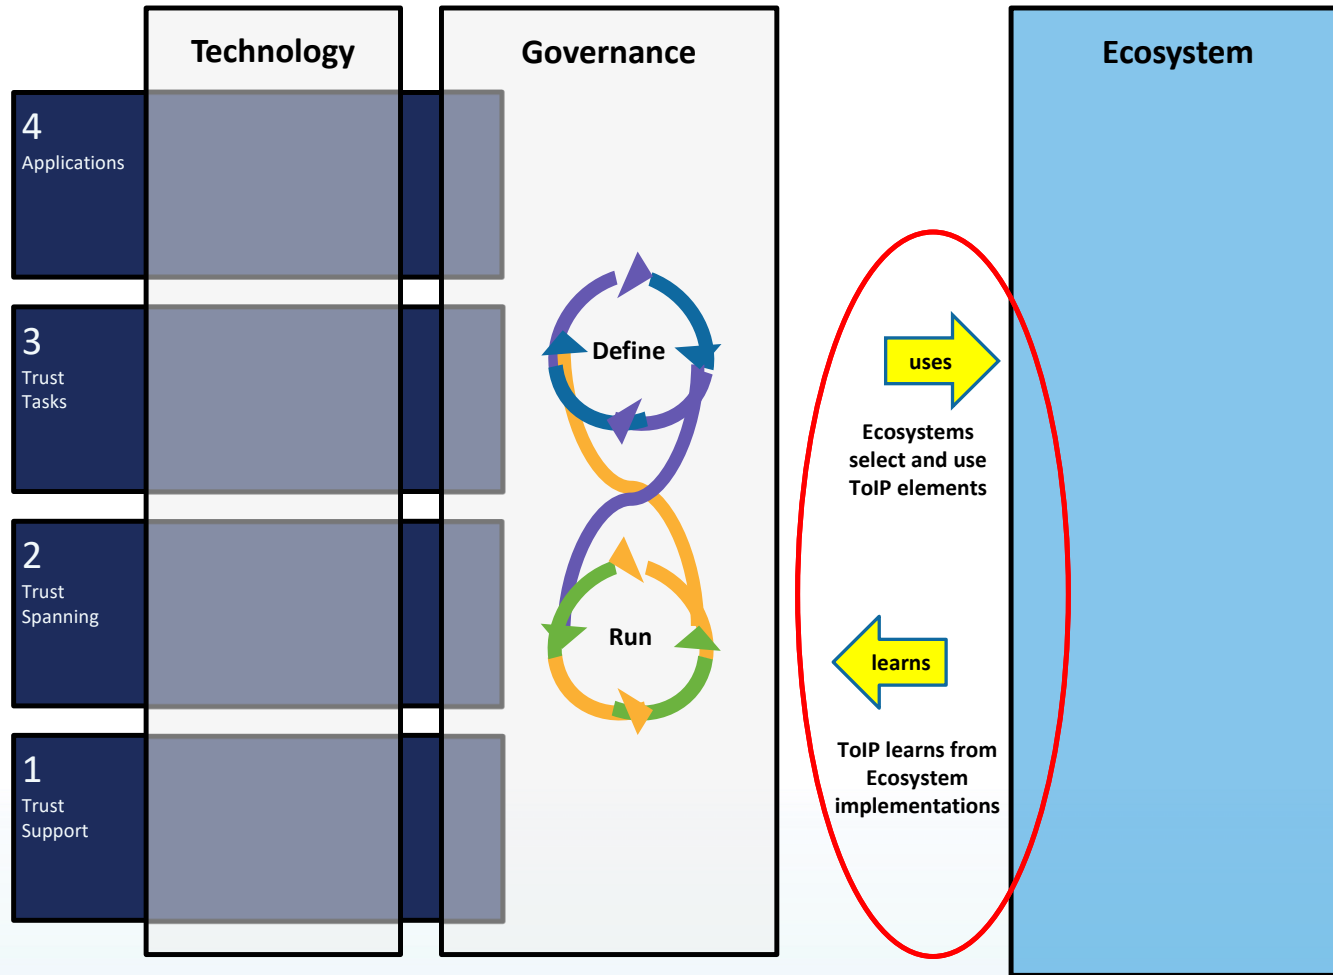 Technology
Governance
Ecosystem
4
Applications
3
Trust
Tasks
2
Trust
Spanning
1
Trust
Support
Define
Run
uses
Ecosystems
select and use
ToIP elements
learns
ToIP learns from
Ecosystem
implementations